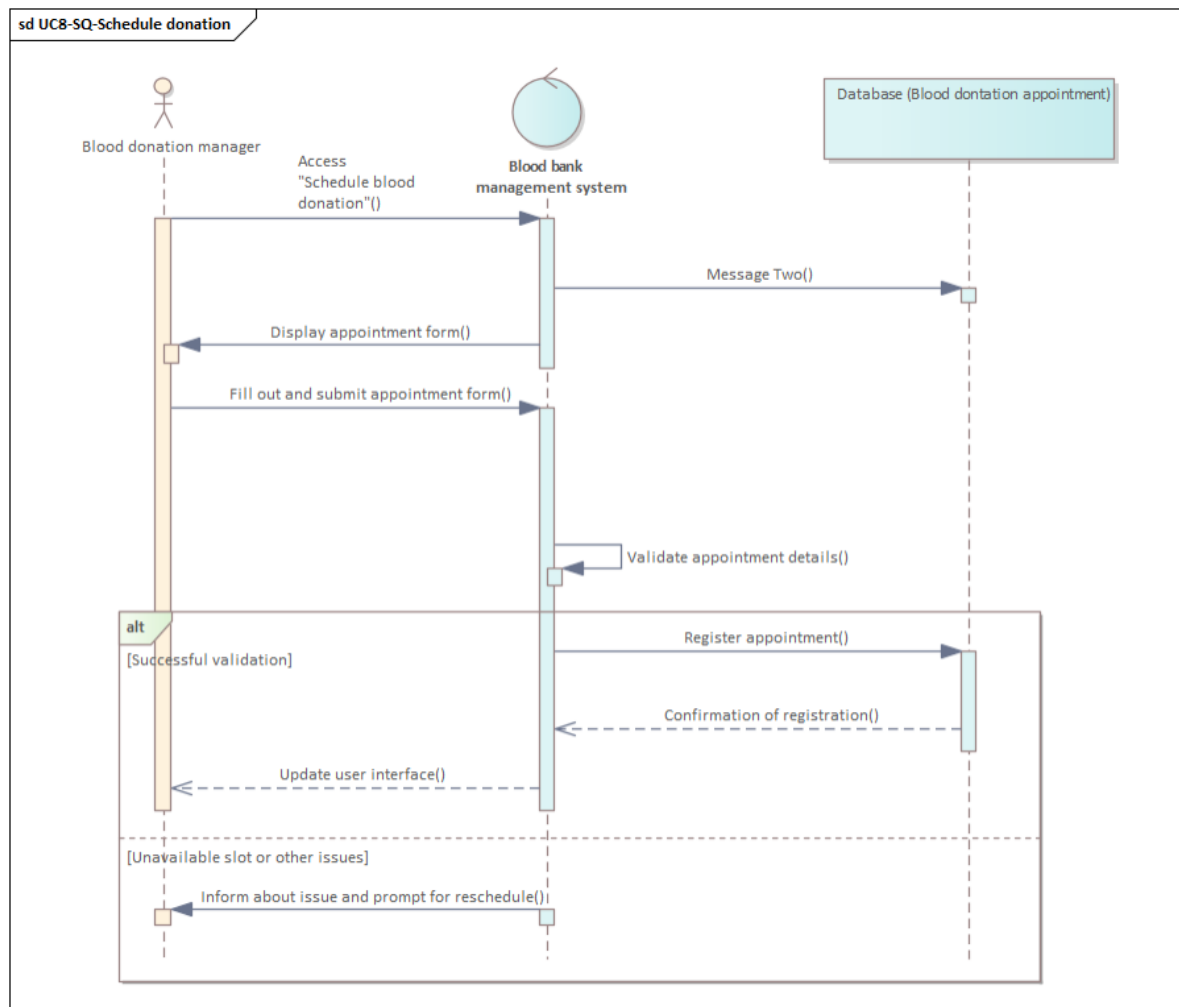 sd UC8-SQ-Schedule donation
Blood donation manager
Blood bank
management system
Database (Blood dontation appointment)
Access
"Schedule blood
donation"()
Message Two()
Display appointment form()
Fill out and submit appointment form()
Validate appointment details()
alt
[Successful validation]
Register appointment()
Confirmation of registration()
Update user interface()
[Unavailable slot or other issues]
Inform about issue and prompt for reschedule()